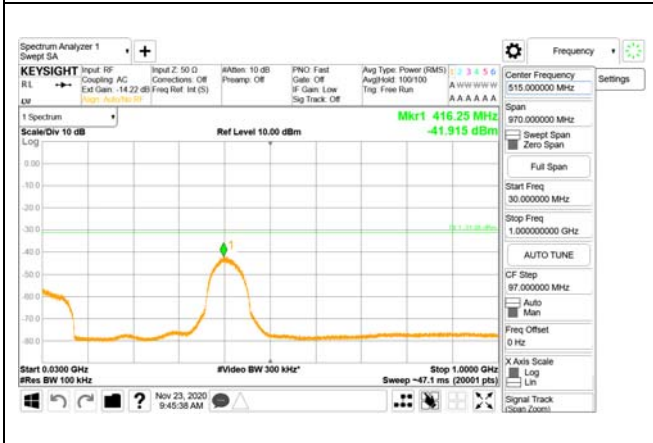 Spectrum Analyzer 1
Swept SA
+
Frequency
KEYSIGHT
Input: RF
Input Z: 50 Ω
#Atten: 10 dB
PNO: Fast
Avg Type: Power (RMS)
1 2 3 4 5 6
RL
Coupling: AC
Corrections: Off
Preamp: Off
Gate: Off
Avg|Hold: 100/100
A W W W W W
Ext Gain: -14.22 dB
Freq Ref: Int (S)
IF Gain: Low
Trig: Free Run
Align: Auto/No RF
Sig Track: Off
A A A A A A
1 Spectrum
Mkr1 416.25 MHz
Scale/Div 10 dB
Ref Level 10.00 dBm
-41.915 dBm
Log
0.00
-10.0
-20.0
-30.0
-40.0
1
-50.0
-60.0
-70.0
-80.0
Start 0.0300 GHz
#Video BW 300 kHz*
Stop 1.0000 GHz
#Res BW 100 kHz
Sweep ~47.1 ms (20001 pts)
?
Nov 23, 2020
9:45:38 AM
Center Frequency
515.000000 MHz
Settings
Span
970.000000 MHz
Swept Span
Zero Span
Full Span
Start Freq
30.000000 MHz
Stop Freq
1.000000000 GHz
AUTO TUNE
CF Step
97.000000 MHz
Auto
Man
Freq Offset
0 Hz
X Axis Scale
Log
Lin
Signal Track
(Span Zoom)